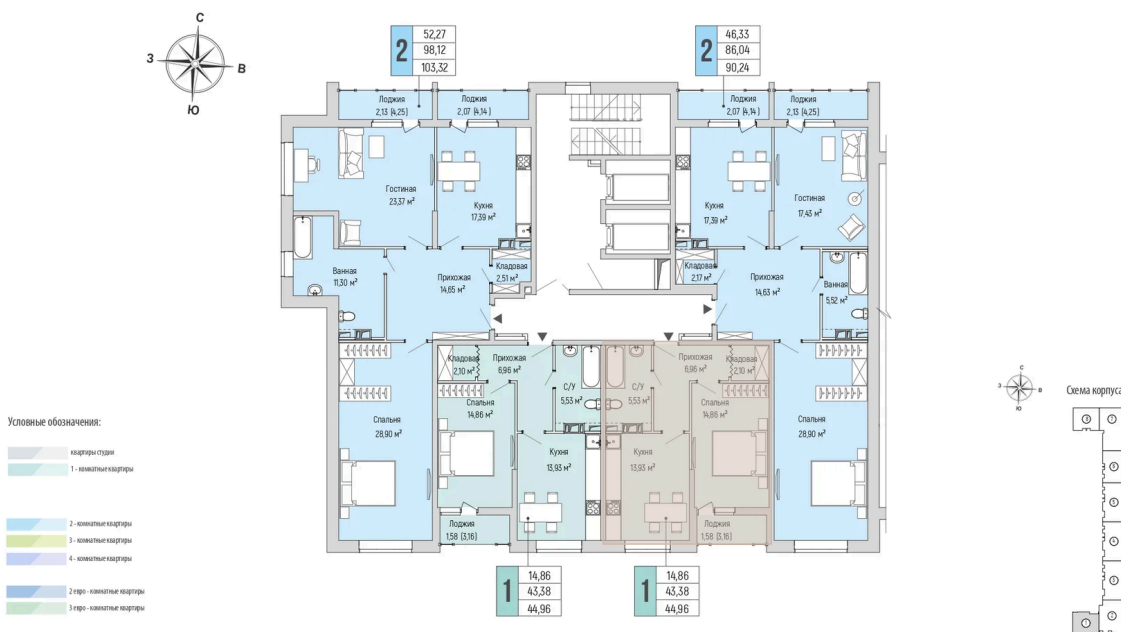 С
З
В
Ю
2
52,27
98,12
103,32
2
46,33
86,04
90,24
Лоджия
2,13 (4,25)
Лоджия
2,07 (4,14)
Лоджия
2,07 (4,14)
Лоджия
2,13 (4,25)
Гостиная
23,37 м²
Кухня
17,39 м²
Кухня
17,39 м²
Гостиная
17,43 м²
Ванная
11,30 м²
Прихожая
14,65 м²
Кладовая
2,51 м²
Кладовая
2,17 м²
Прихожая
14,63 м²
Ванная
5,52 м²
Кладовая
2,10 м²
Прихожая
6,96 м²
Прихожая
6,96 м²
Кладовая
2,10 м²
С/У
5,53 м²
С/У
5,53 м²
Спальня
14,86 м²
Спальня
14,86 м²
Спальня
28,90 м²
Спальня
28,90 м²
Кухня
13,93 м²
Кухня
13,93 м²
Лоджия
1,58 (3,16)
Лоджия
1,58 (3,16)
1
14,86
43,38
44,96
1
14,86
43,38
44,96
Условные обозначения:
квартиры студии
1 - комнатные квартиры
2 - комнатные квартиры
3 - комнатные квартиры
4 - комнатные квартиры
2 евро - комнатные квартиры
3 евро - комнатные квартиры
С
З
В
Ю
Схема корпуса
8
7
6
5
4
3
2
1